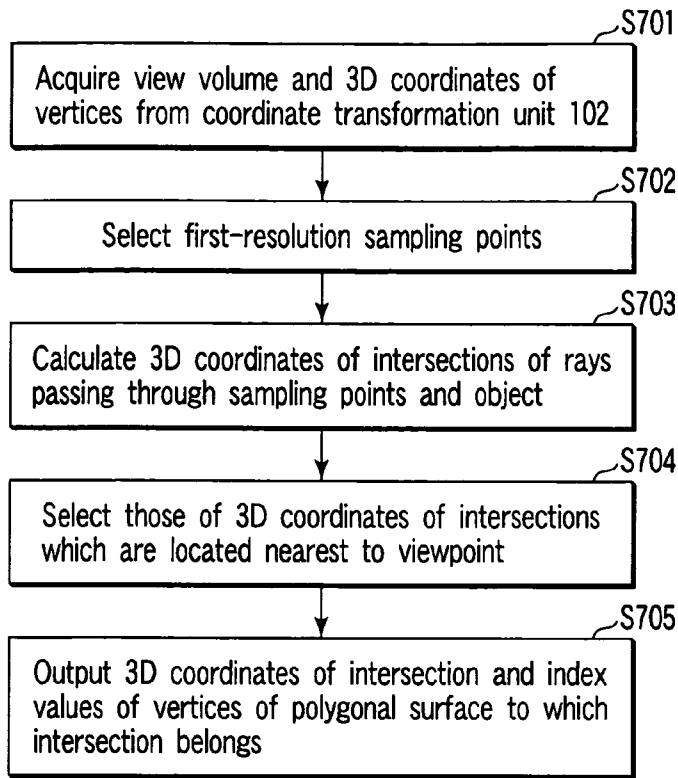 S701
Acquire view volume and 3D coordinates of
vertices from coordinate transformation unit 102
S702
Select first-resolution sampling points
S703
Calculate 3D coordinates of intersections of rays
passing through sampling points and object
S704
Select those of 3D coordinates of intersections
which are located nearest to viewpoint
S705
Output 3D coordinates of intersection and index
values of vertices of polygonal surface to which
intersection belongs